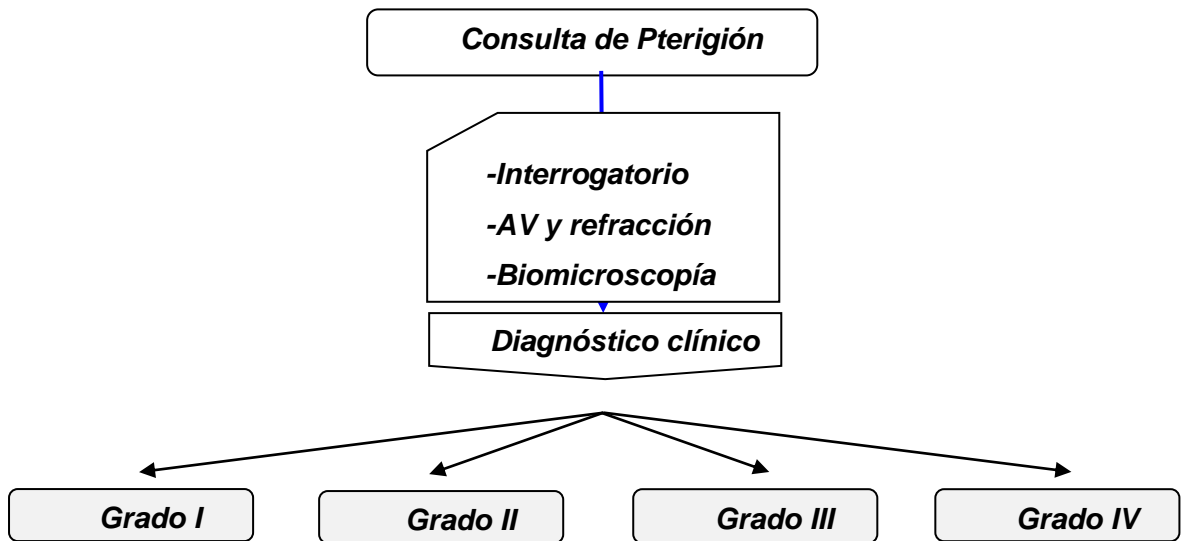 Consulta de Pterigión
-Interrogatorio
-AV y refracción
-Biomicroscopía
Diagnóstico clínico
Grado I
Grado II
Grado III
Grado IV